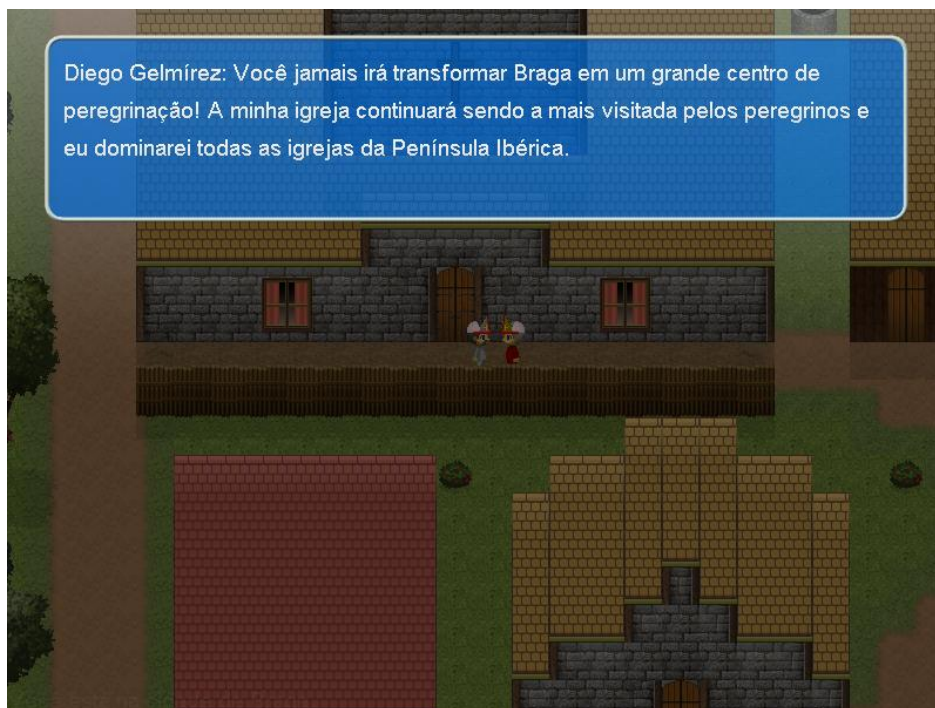 Diego Gelmírez: Você jamais irá transformar Braga em um grande centro de
peregrinação! A minha igreja continuará sendo a mais visitada pelos peregrinos e
eu dominarei todas as igrejas da Península Ibérica.